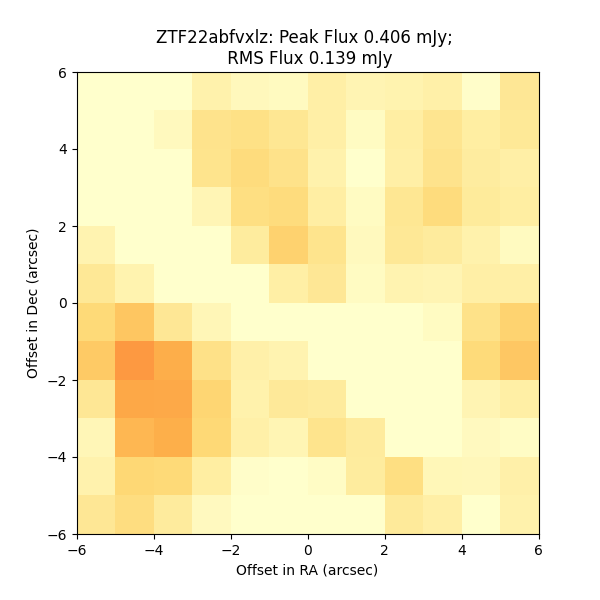 ZTF22abfvxlz: Peak Flux 0.406 mJy;
RMS Flux 0.139 mJy
6
4
2
0
−2
−4
−6
Offset in Dec (arcsec)
−6 −4 −2 0 2 4 6
Offset in RA (arcsec)